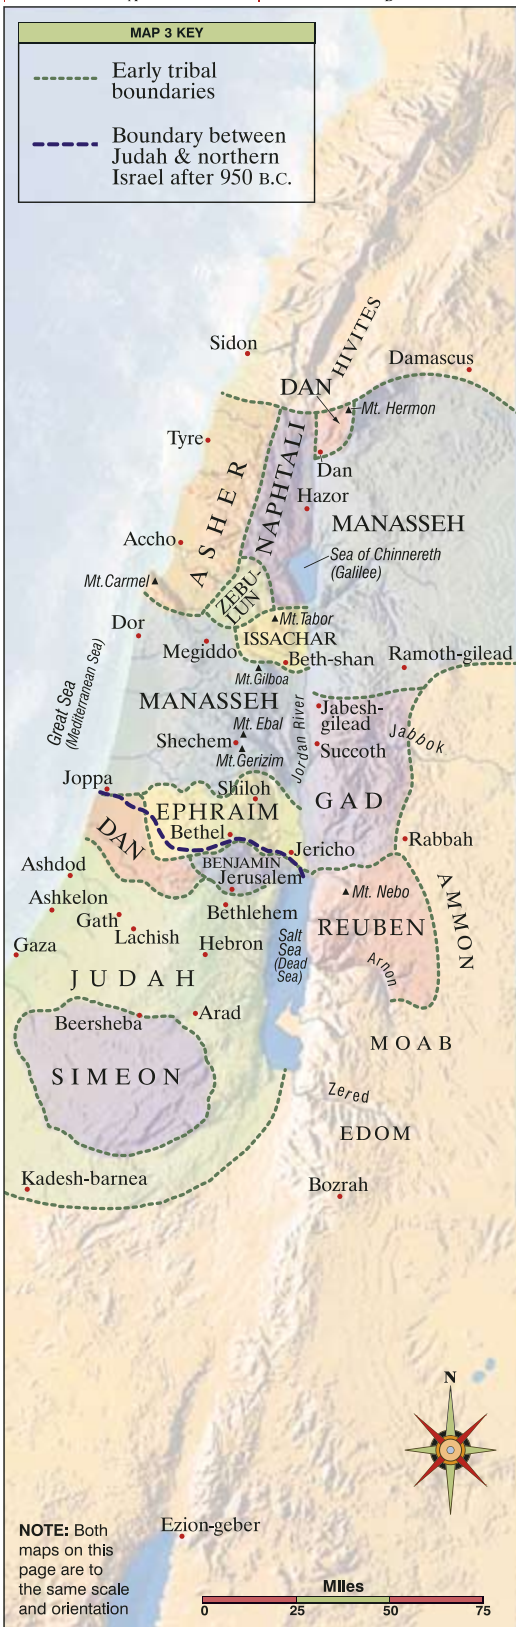 MAP 3 KEY
Early tribal
boundaries
Boundary between
Judah & northern
Israel after 950 B.C.
Sidon
HIVITES
Damascus
DAN
Mt. Hermon
Tyre
Dan
NAPHTALI
ASHER
Hazor
MANASSEH
Accho
Sea of Chinnereth
(Galilee)
Mt. Carmel
ZEBU-
LUN
Mt. Tabor
Dor
ISSACHAR
Megiddo
Beth-shan
Ramoth-gilead
Mt. Gilboa
Great Sea
(Mediterranean Sea)
MANASSEH
Jordan River
Jabesh-
gilead
Mt. Ebal
Jabbok
Shechem
Succoth
Mt. Gerizim
Joppa
Shiloh
GAD
EPHRAIM
DAN
Bethel
Rabbah
Jericho
BENJAMIN
Ashdod
Jerusalem
AMMON
Mt. Nebo
Ashkelon
Bethlehem
Gath
REUBEN
Lachish
Salt
Sea
(Dead
Sea)
Gaza
Hebron
Arnon
JUDAH
Arad
Beersheba
MOAB
SIMEON
Zered
EDOM
Kadesh-barnea
Bozrah
N
Ezion-geber
NOTE: Both
maps on this
page are to
the same scale
and orientation
Miles
0 25 50 75